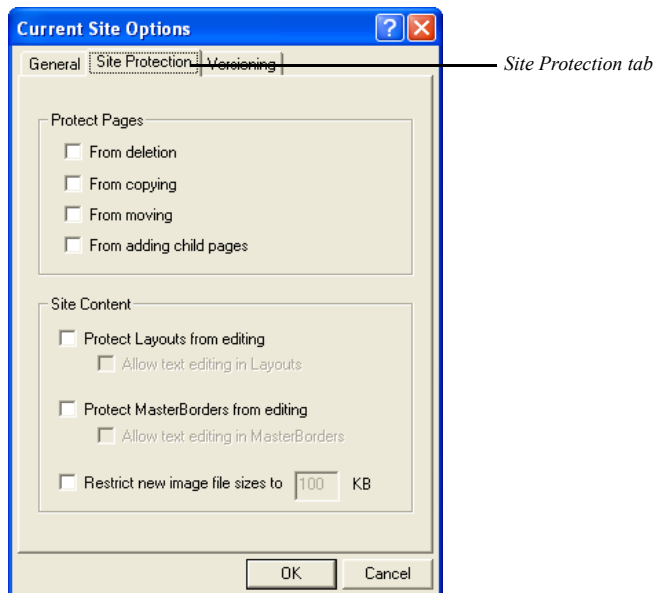 Current Site Options
General Site Protection Versioning
Site Protection tab
Protect Pages
From deletion
From copying
From moving
From adding child pages
Site Content
Protect Layouts from editing
Allow text editing in Layouts
Protect MasterBorders from editing
Allow text editing in MasterBorders
Restrict new image file sizes to 100 KB
OK Cancel